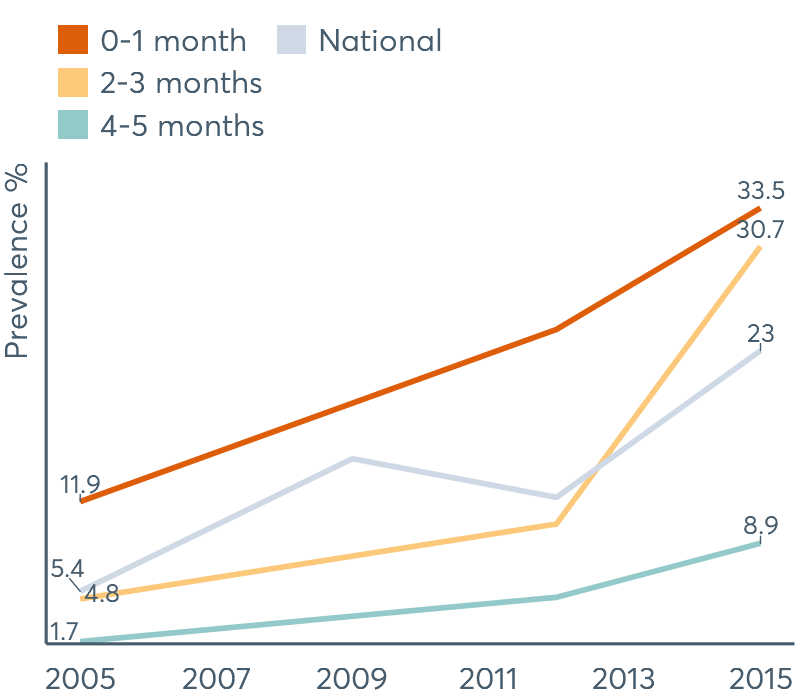 0-1 month
National
2-3 months
4-5 months
Prevalence %
33.5
30.7
23
11.9
8.9
5.4
4.8
1.7
2005 2007 2009 2011 2013 2015